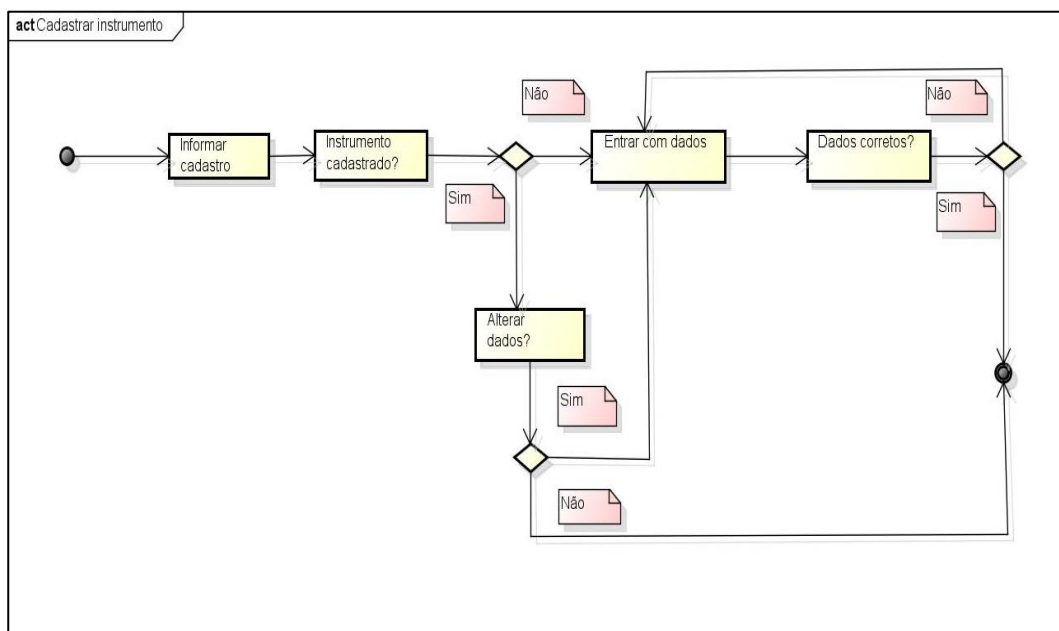 act Cadastrar instrumento
Não
Não
Informar
cadastro
Instrumento
cadastrado?
Entrar com dados
Dados corretos?
Sim
Sim
Alterar
dados?
Sim
Não